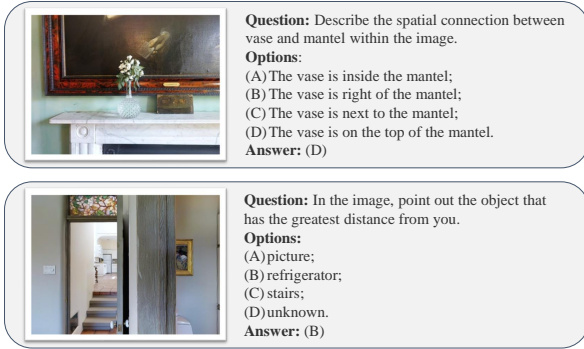 Question: Describe the spatial connection between
vase and mantel within the image.
Options:
(A) The vase is inside the mantel;
(B) The vase is right of the mantel;
(C) The vase is next to the mantel;
(D) The vase is on the top of the mantel.
Answer: (D)
Question: In the image, point out the object that
has the greatest distance from you.
Options:
(A) picture;
(B) refrigerator;
(C) stairs;
(D) unknown.
Answer: (B)